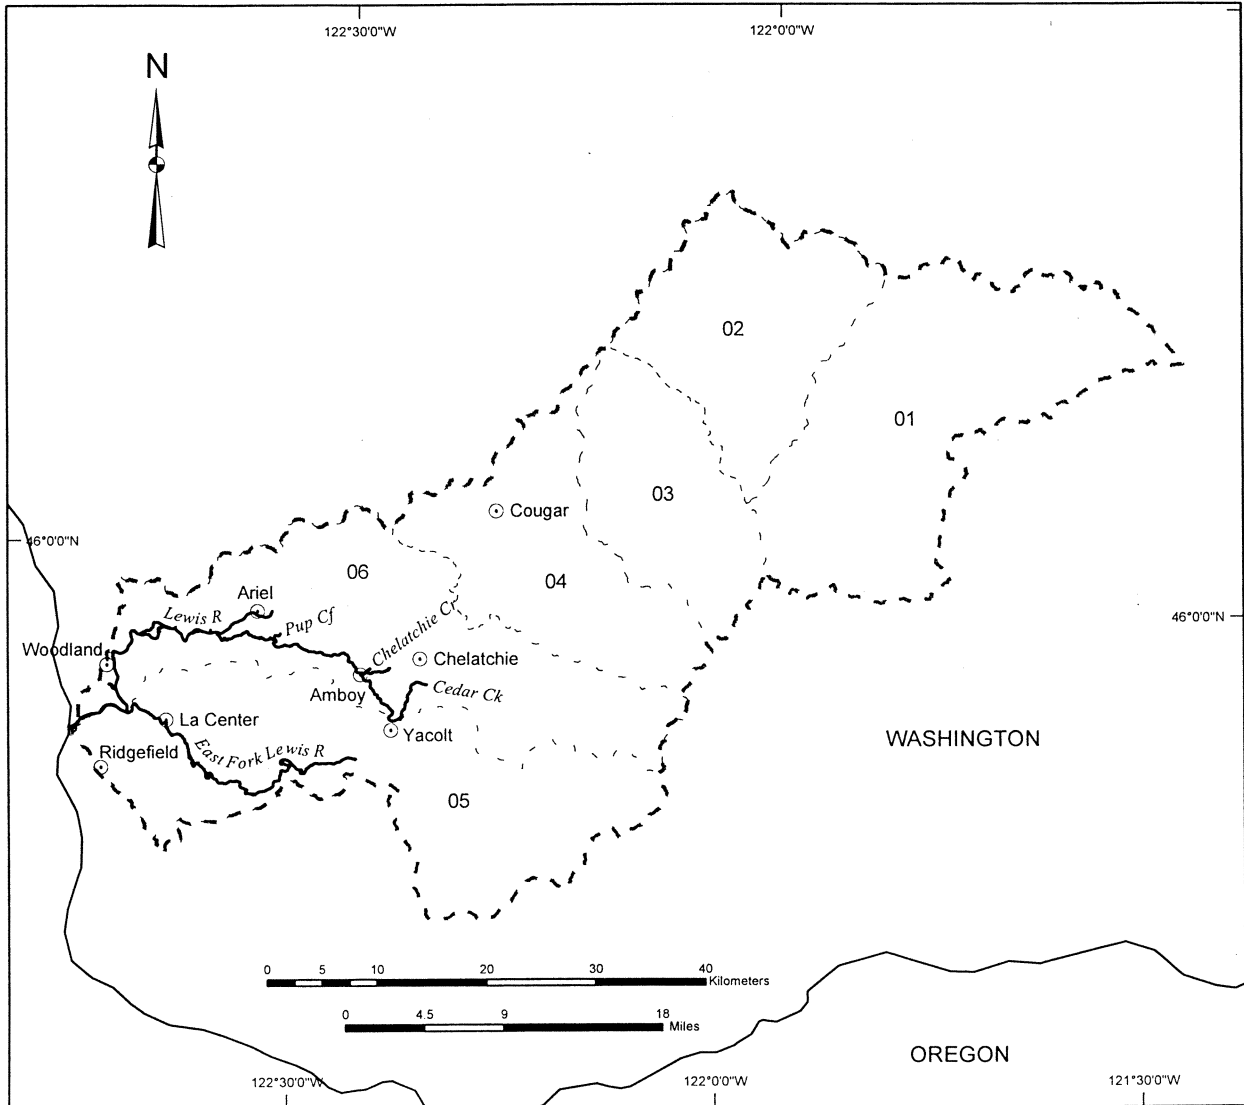 122°30'0"W
122°0'0"W
N
02
01
03
Cougar
46°0'0"N
06
04
Ariel
Lewis R
Pup Cf
Chelatchie Cr
46°0'0"N
Woodland
Chelatchie
Amboy
Cedar Ck
La Center
Yacolt
East Fork Lewis R
Ridgefield
WASHINGTON
05
0 5 10 20 30 40
Kilometers
0 4.5 9 18
Miles
OREGON
122°30'0"W
122°0'0"W
121°30'0"W